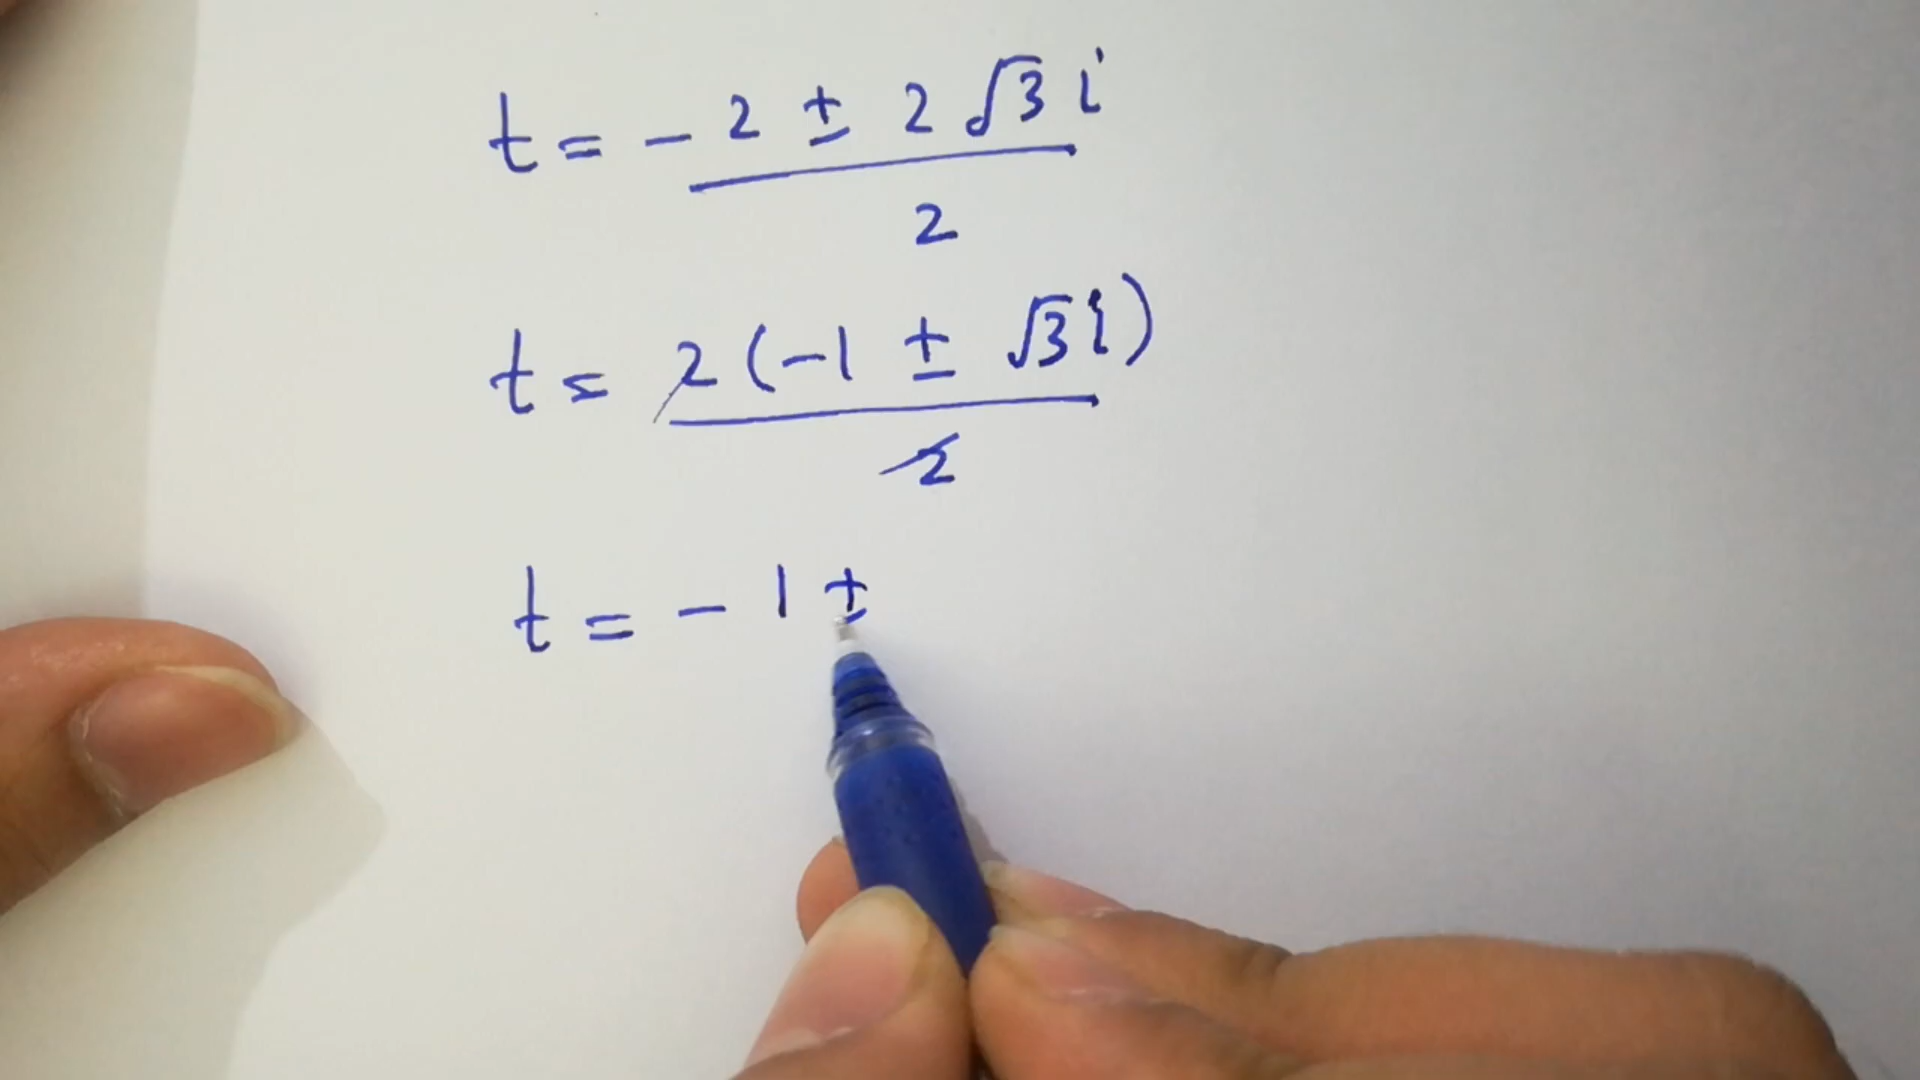 t = - 2 ± 2 √3 i
2
t = 2 (-1 ± √3 i)
2
t = - 1 ±